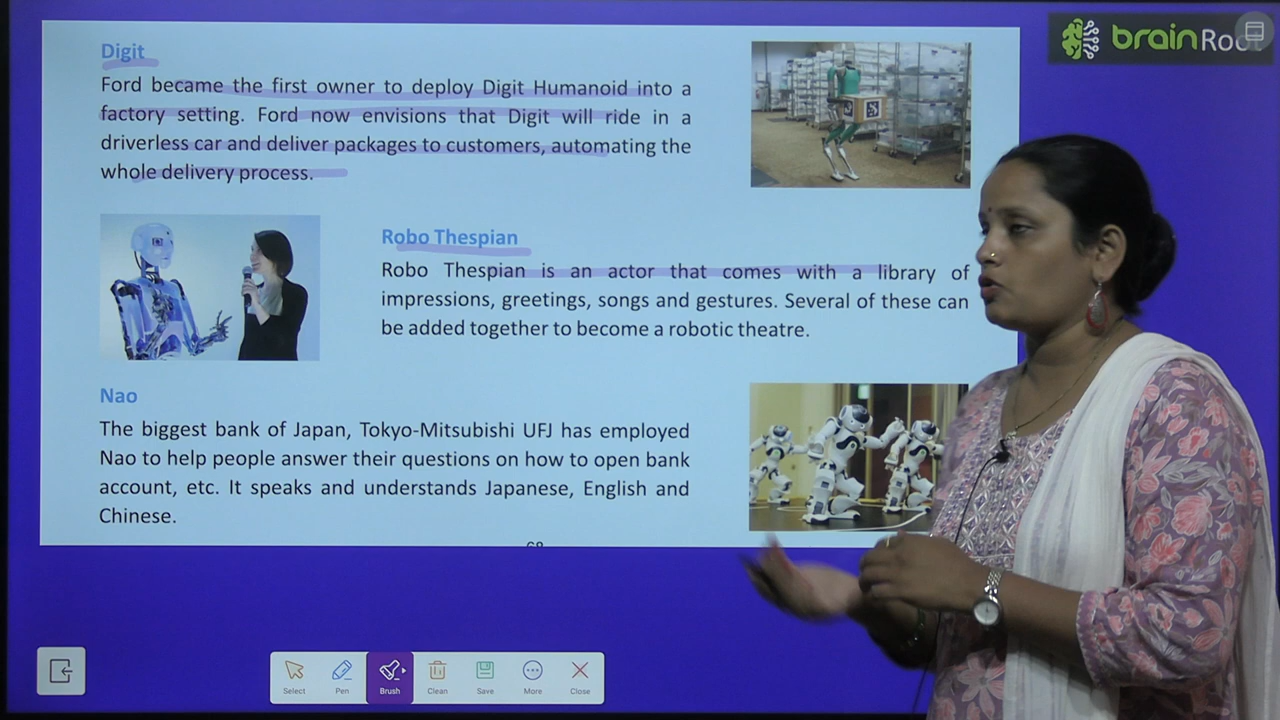 brainRoot
Digit
Ford became the first owner to deploy Digit Humanoid into a
factory setting. Ford now envisions that Digit will ride in a
driverless car and deliver packages to customers, automating the
whole delivery process.
Robo Thespian
Robo Thespian is an actor that comes with a library of
impressions, greetings, songs and gestures. Several of these can
be added together to become a robotic theatre.
Nao
The biggest bank of Japan, Tokyo-Mitsubishi UFJ has employed
Nao to help people answer their questions on how to open bank
account, etc. It speaks and understands Japanese, English and
Chinese.
Select Pen Brush Clean Save More Close